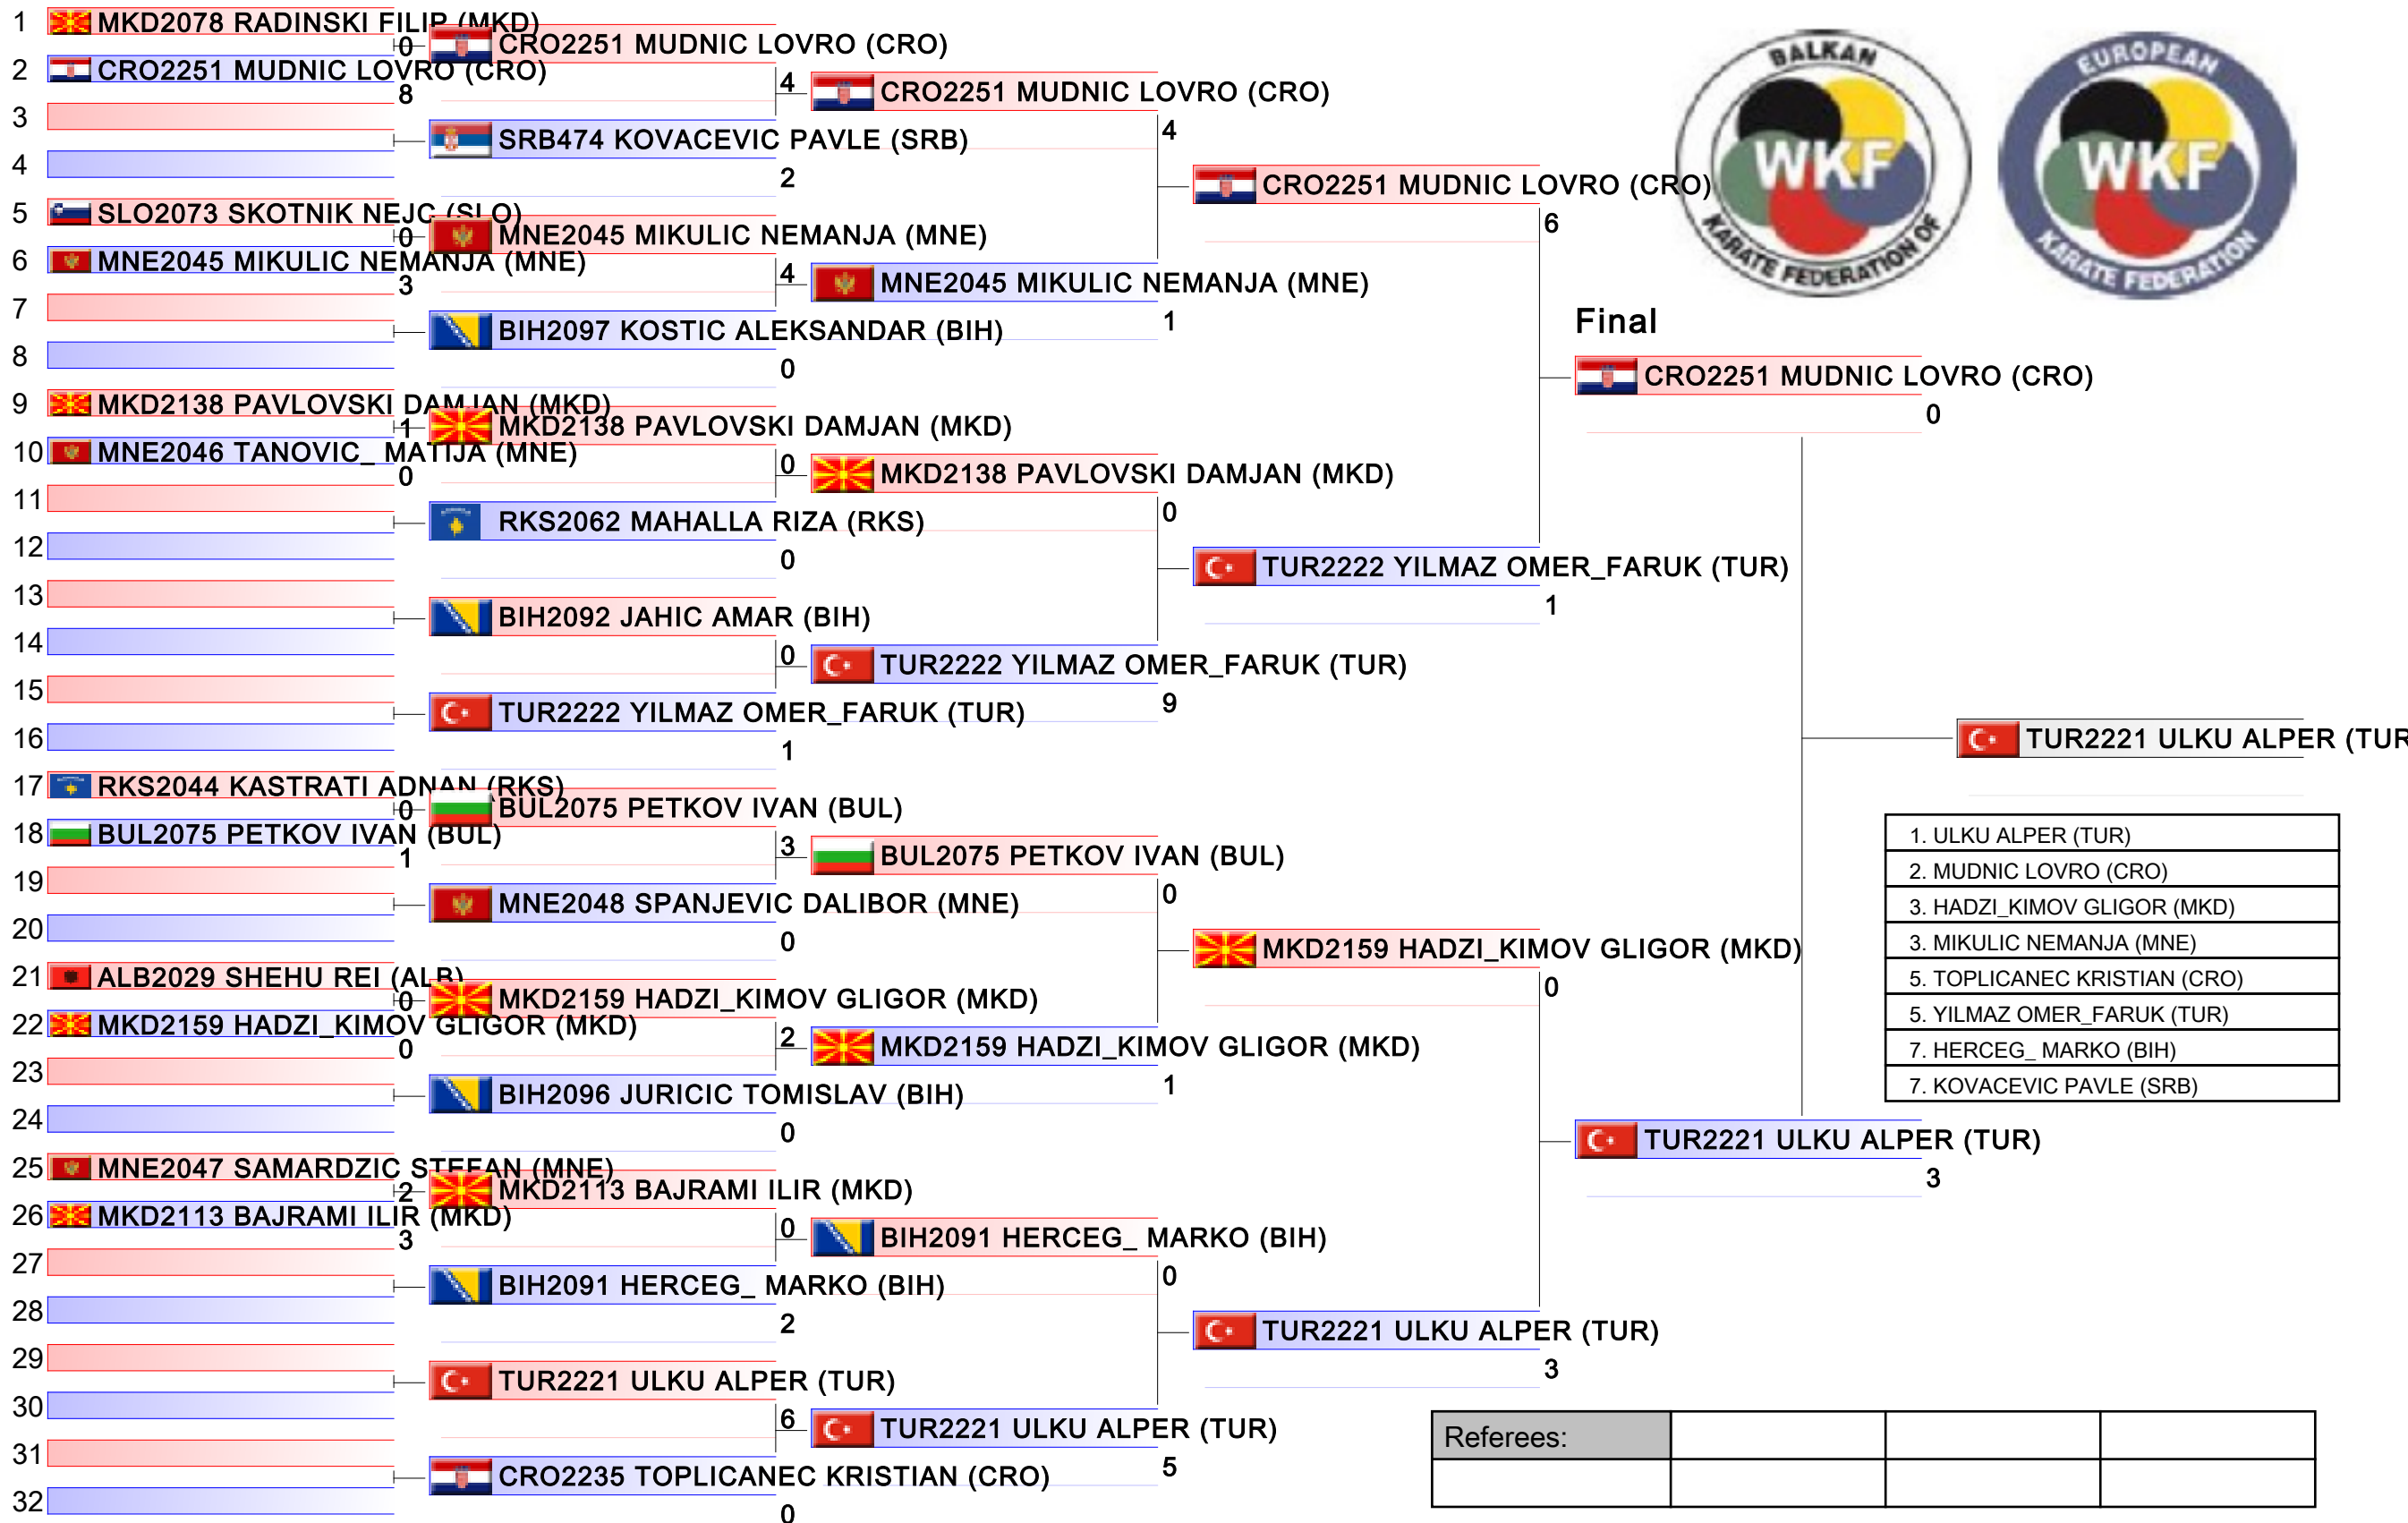 1 MKD2078 RADINSKI FILIP (MKD)
0
2 CRO2251 MUDNIC LOVRO (CRO)
8
3
4
5 SLO2073 SKOTNIK NEJC (SLO)
0
6 MNE2045 MIKULIC NEMANJA (MNE)
3
7
8
9 MKD2138 PAVLOVSKI DAMJAN (MKD)
1
10 MNE2046 TANOVIC_ MATIJA (MNE)
0
11
12
13
14
15
16
17 RKS2044 KASTRATI ADNAN (RKS)
0
18 BUL2075 PETKOV IVAN (BUL)
1
19
20
21 ALB2029 SHEHU REI (ALB)
0
22 MKD2159 HADZI_KIMOV GLIGOR (MKD)
0
23
24
25 MNE2047 SAMARDZIC STEFAN (MNE)
2
26 MKD2113 BAJRAMI ILIR (MKD)
3
27
28
29
30
31
32
CRO2251 MUDNIC LOVRO (CRO)
4
SRB474 KOVACEVIC PAVLE (SRB)
2
MNE2045 MIKULIC NEMANJA (MNE)
4
BIH2097 KOSTIC ALEKSANDAR (BIH)
0
MKD2138 PAVLOVSKI DAMJAN (MKD)
0
RKS2062 MAHALLA RIZA (RKS)
0
BIH2092 JAHIC AMAR (BIH)
0
TUR2222 YILMAZ OMER_FARUK (TUR)
1
BUL2075 PETKOV IVAN (BUL)
3
MNE2048 SPANJEVIC DALIBOR (MNE)
0
MKD2159 HADZI_KIMOV GLIGOR (MKD)
2
BIH2096 JURICIC TOMISLAV (BIH)
0
MKD2113 BAJRAMI ILIR (MKD)
0
BIH2091 HERCEG_ MARKO (BIH)
2
TUR2221 ULKU ALPER (TUR)
6
CRO2235 TOPLICANEC KRISTIAN (CRO)
0
CRO2251 MUDNIC LOVRO (CRO)
4
MNE2045 MIKULIC NEMANJA (MNE)
1
MKD2138 PAVLOVSKI DAMJAN (MKD)
0
TUR2222 YILMAZ OMER_FARUK (TUR)
9
BUL2075 PETKOV IVAN (BUL)
0
MKD2159 HADZI_KIMOV GLIGOR (MKD)
1
BIH2091 HERCEG_ MARKO (BIH)
0
TUR2221 ULKU ALPER (TUR)
5
CRO2251 MUDNIC LOVRO (CRO)
6
TUR2222 YILMAZ OMER_FARUK (TUR)
1
MKD2159 HADZI_KIMOV GLIGOR (MKD)
0
TUR2221 ULKU ALPER (TUR)
3
BALKAN
WKF
KARATE FEDERATION OF
EUROPEAN
WKF
KARATE FEDERATION
Final
CRO2251 MUDNIC LOVRO (CRO)
0
TUR2221 ULKU ALPER (TUR)
3
TUR2221 ULKU ALPER (TUR
1. ULKU ALPER (TUR)
2. MUDNIC LOVRO (CRO)
3. HADZI_KIMOV GLIGOR (MKD)
3. MIKULIC NEMANJA (MNE)
5. TOPLICANEC KRISTIAN (CRO)
5. YILMAZ OMER_FARUK (TUR)
7. HERCEG_ MARKO (BIH)
7. KOVACEVIC PAVLE (SRB)
Referees: